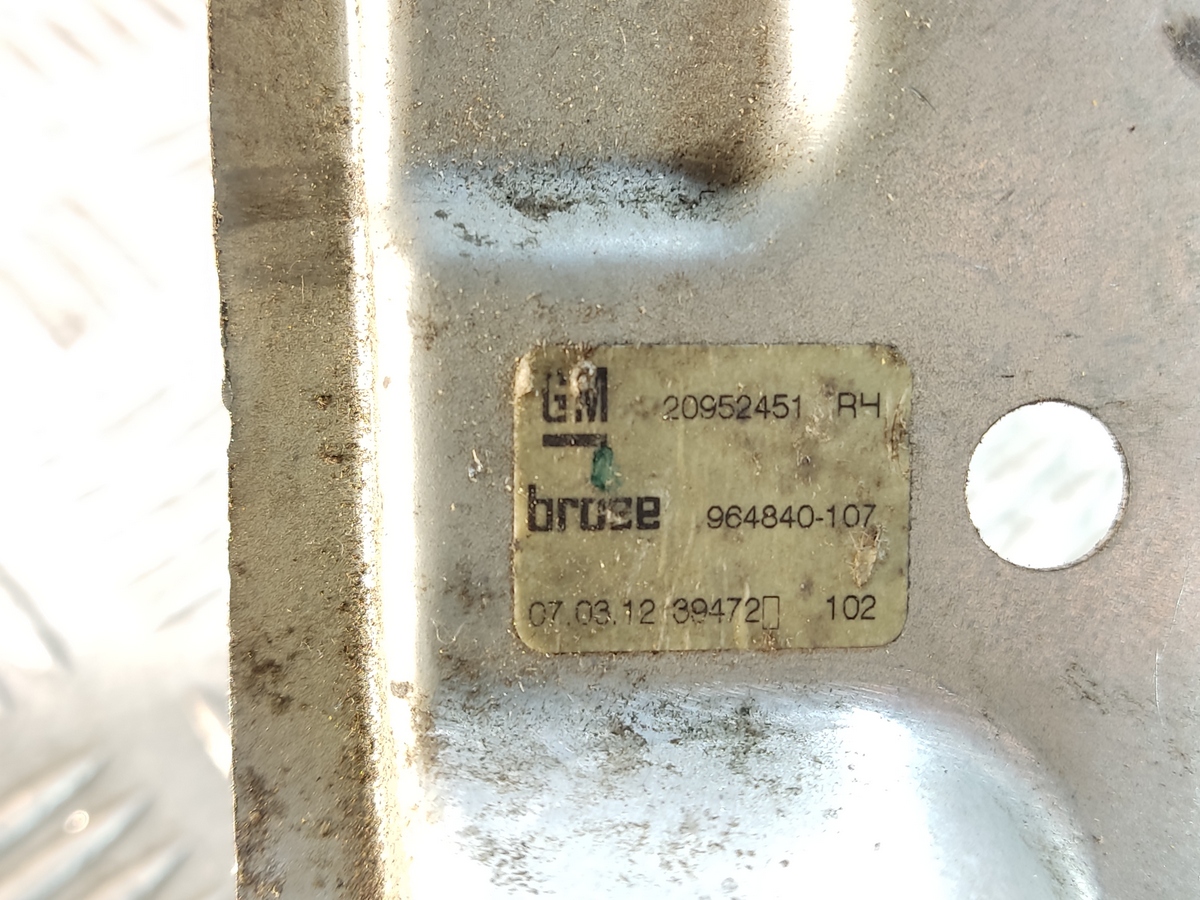 GM 20952451 RH
brose 964840-107
07.03.12 39472▯ 102